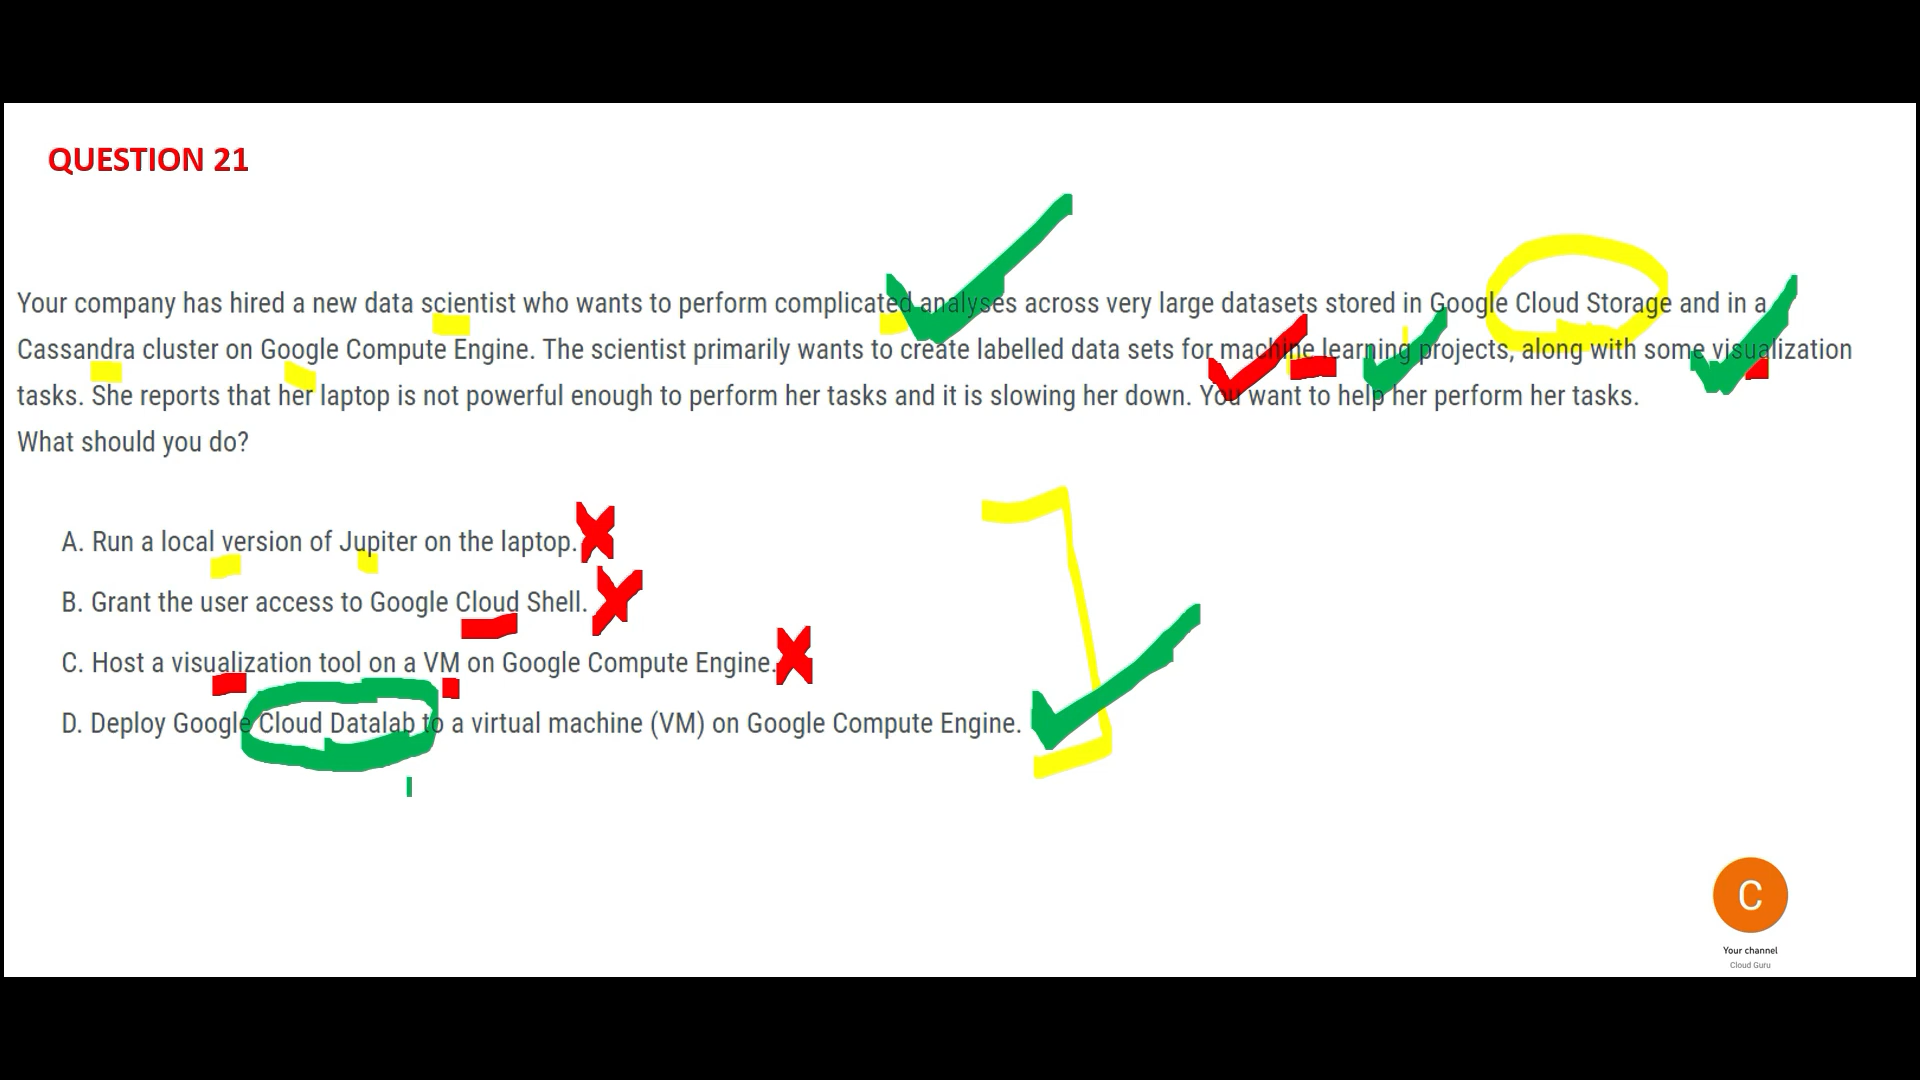 QUESTION 21
Your company has hired a new data scientist who wants to perform complicated analyses across very large datasets stored in Google Cloud Storage and in a
Cassandra cluster on Google Compute Engine. The scientist primarily wants to create labelled data sets for machine learning projects, along with some visualization
tasks. She reports that her laptop is not powerful enough to perform her tasks and it is slowing her down. You want to help her perform her tasks.
What should you do?
A. Run a local version of Jupiter on the laptop.
B. Grant the user access to Google Cloud Shell.
C. Host a visualization tool on a VM on Google Compute Engine.
D. Deploy Google Cloud Datalab to a virtual machine (VM) on Google Compute Engine.
C
Your channel
Cloud Guru